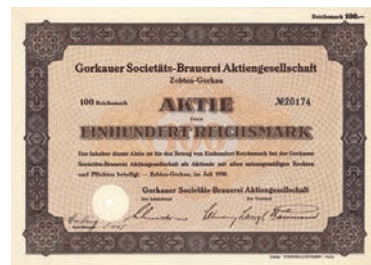 Reichsmark 100.—
Gorkauer Societäts-Brauerei Aktiengesellschaft
Zobten-Gorkau
100 Reichsmark
AKTIE
№20174
über
EINHUNDERT REICHSMARK
Der Inhaber dieser Aktie ist für den Betrag von Einhundert Reichsmark bei der Gorkauer
Societäts-Brauerei Aktiengesellschaft als Aktionär mit allen satzungsmäßigen Rechten
und Pflichten beteiligt. — Zobten-Gorkau, im Juli 1938.
Gorkauer Societäts-Brauerei Aktiengesellschaft
Der Aufsichtsrat
Der Vorstand